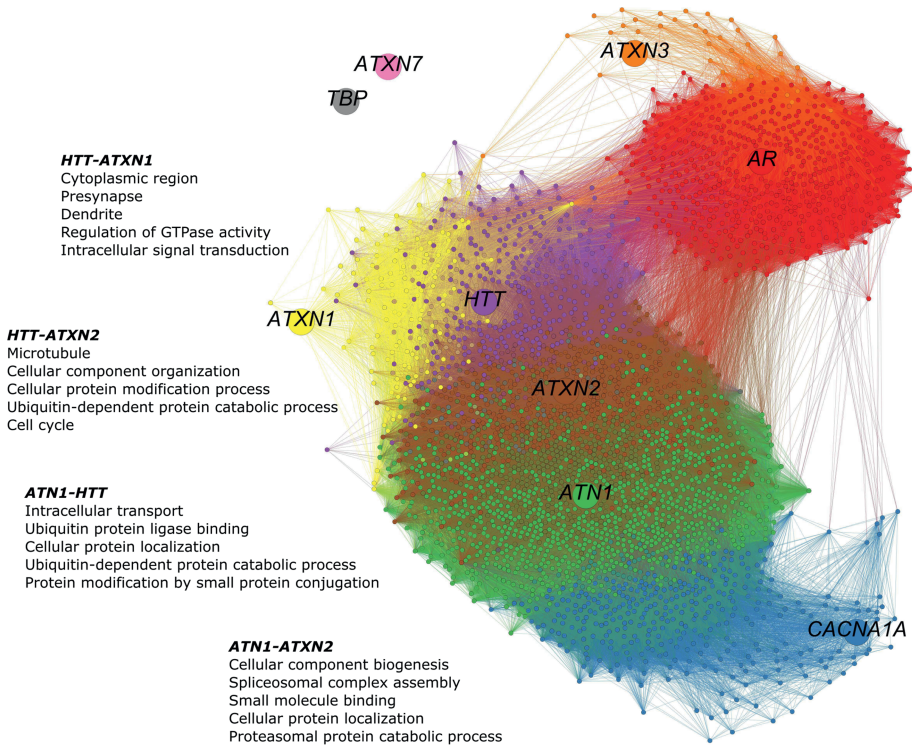 ATXN3
ATXN7
TBP
AR
HTT-ATXN1
Cytoplasmic region
Presynapse
Dendrite
Regulation of GTPase activity
Intracellular signal transduction
HTT
ATXN1
HTT-ATXN2
Microtubule
Cellular component organization
Cellular protein modification process
Ubiquitin-dependent protein catabolic process
Cell cycle
ATXN2
ATN1
ATN1-HTT
Intracellular transport
Ubiquitin protein ligase binding
Cellular protein localization
Ubiquitin-dependent protein catabolic process
Protein modification by small protein conjugation
CACNA1A
ATN1-ATXN2
Cellular component biogenesis
Spliceosomal complex assembly
Small molecule binding
Cellular protein localization
Proteasomal protein catabolic process